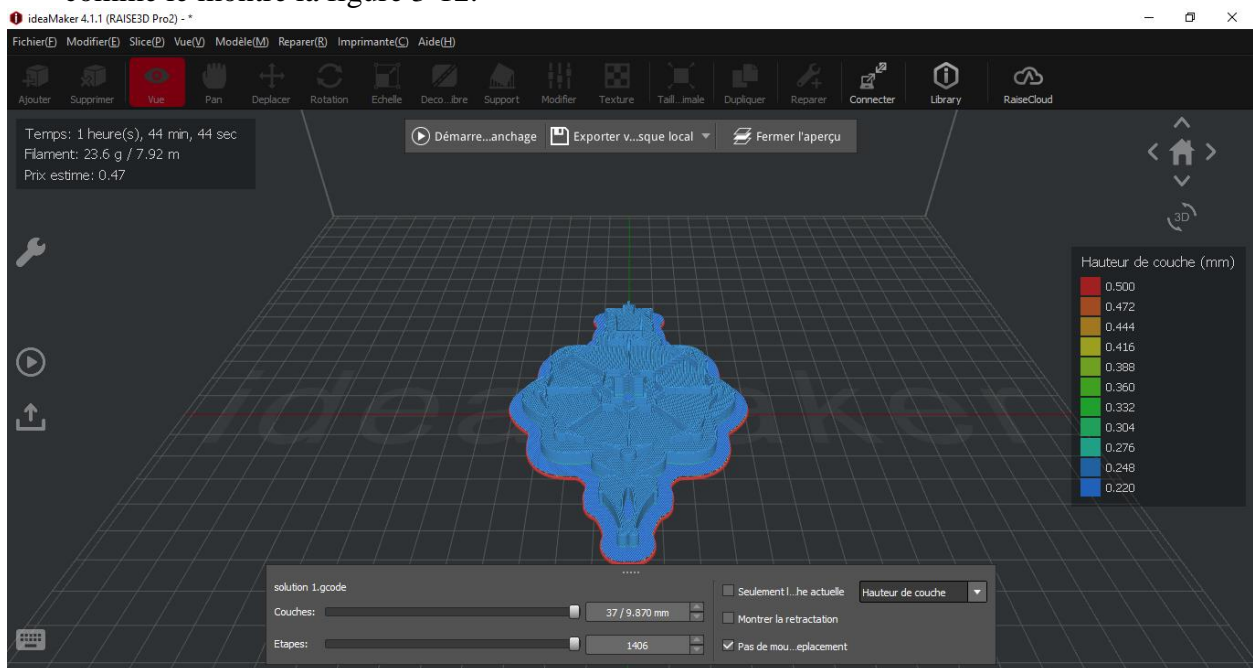 comme le montre la figure 3-12.
ideaMaker 4.1.1 (RAISE3D Pro2) - *
Fichier(F) Modifier(E) Slice(P) Vue(V) Modèle(M) Reparer(R) Imprimante(C) Aide(H)
Ajouter Supprimer Vue Pan Deplacer Rotation Echelle Deco...ibre Support Modifier Texture Taill...imale Dupliquer Reparer Connecter Library RaiseCloud
Temps: 1 heure(s), 44 min, 44 sec
Filament: 23.6 g / 7.92 m
Prix estime: 0.47
Démarre...anchage Exporter v...sque local Fermer l'aperçu
3D
Hauteur de couche (mm)
0.500
0.472
0.444
0.416
0.388
0.360
0.332
0.304
0.276
0.248
0.220
ideamaker
solution 1.gcode
Couches: 37 / 9.870 mm
Etapes: 1406
Seulement l...he actuelle Hauteur de couche
Montrer la retractation
Pas de mou...eplacement